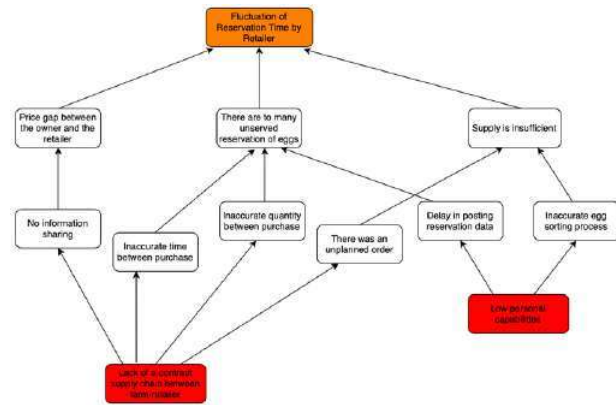 Fluctuation of
Reservation Time by
Retailer
Price gap between
the owner and the
retailer
There are to many
unserved
reservation of eggs
Supply is insufficient
No information
sharing
Inaccurate time
between purchase
Inaccurate quantity
between purchase
There was an
unplanned order
Delay in posting
reservation data
Inaccurate egg
sorting process
Low personal
capabilities
Lack of a contract
supply chain between
farm-retailer